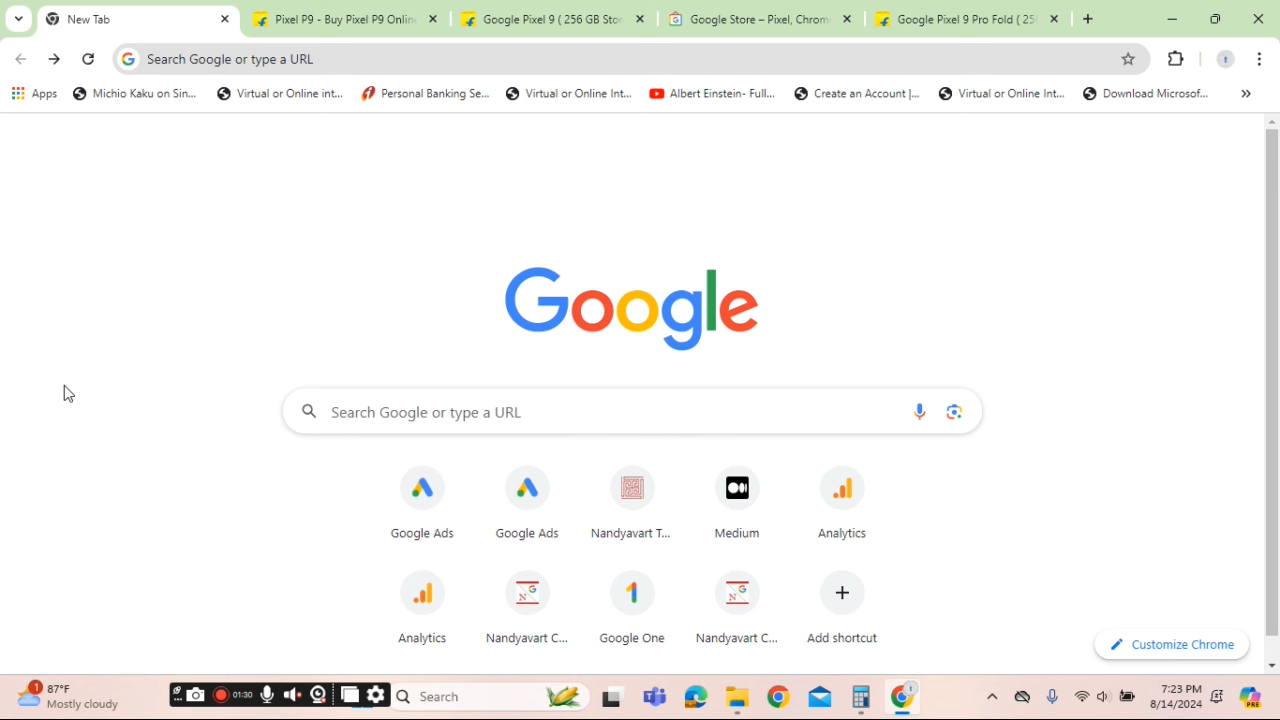 New Tab
Pixel P9 - Buy Pixel P9 Onlin
Google Pixel 9 ( 256 GB Stor
Google Store – Pixel, Chrom
Google Pixel 9 Pro Fold ( 25
Search Google or type a URL
Apps
Michio Kaku on Sin...
Virtual or Online int...
Personal Banking Se...
Virtual or Online Int...
Albert Einstein- Full...
Create an Account |...
Virtual or Online Int...
Download Microsof...
Google
Search Google or type a URL
Google Ads
Google Ads
Nandyavart T...
Medium
Analytics
Analytics
Nandyavart C...
Google One
Nandyavart C...
Add shortcut
Customize Chrome
1
87°F
Mostly cloudy
01:30
Search
7:23 PM
8/14/2024
PRE